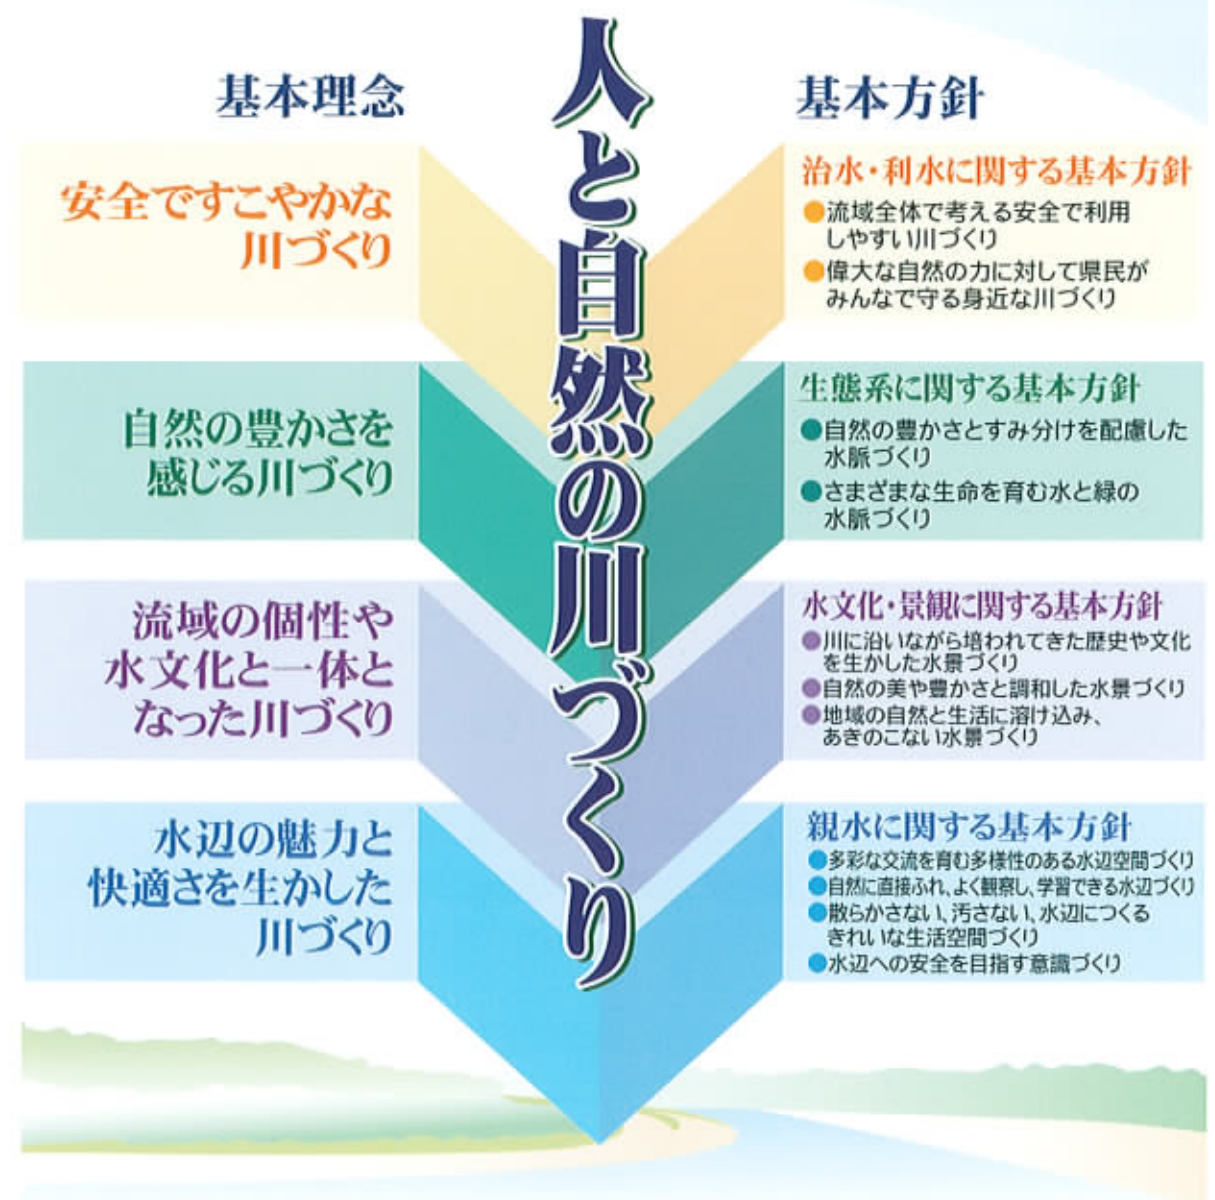 人と自然の川づくり
基本理念
基本方針
安全ですこやかな
川づくり
治水・利水に関する基本方針
●流域全体で考える安全で利用
しやすい川づくり
●偉大な自然の力に対して県民が
みんなで守る身近な川づくり
自然の豊かさを
感じる川づくり
生態系に関する基本方針
●自然の豊かさとすみ分けを配慮した
水脈づくり
●さまざまな生命を育む水と緑の
水脈づくり
流域の個性や
水文化と一体と
なった川づくり
水文化・景観に関する基本方針
●川に沿いながら培われてきた歴史や文化
を生かした水景づくり
●自然の美や豊かさと調和した水景づくり
●地域の自然と生活に溶け込み、
あきのこない水景づくり
水辺の魅力と
快適さを生かした
川づくり
親水に関する基本方針
●多彩な交流を育む多様性のある水辺空間づくり
●自然に直接ふれ、よく観察し、学習できる水辺づくり
●散らかさない、汚さない、水辺につくる
きれいな生活空間づくり
●水辺への安全を目指す意識づくり